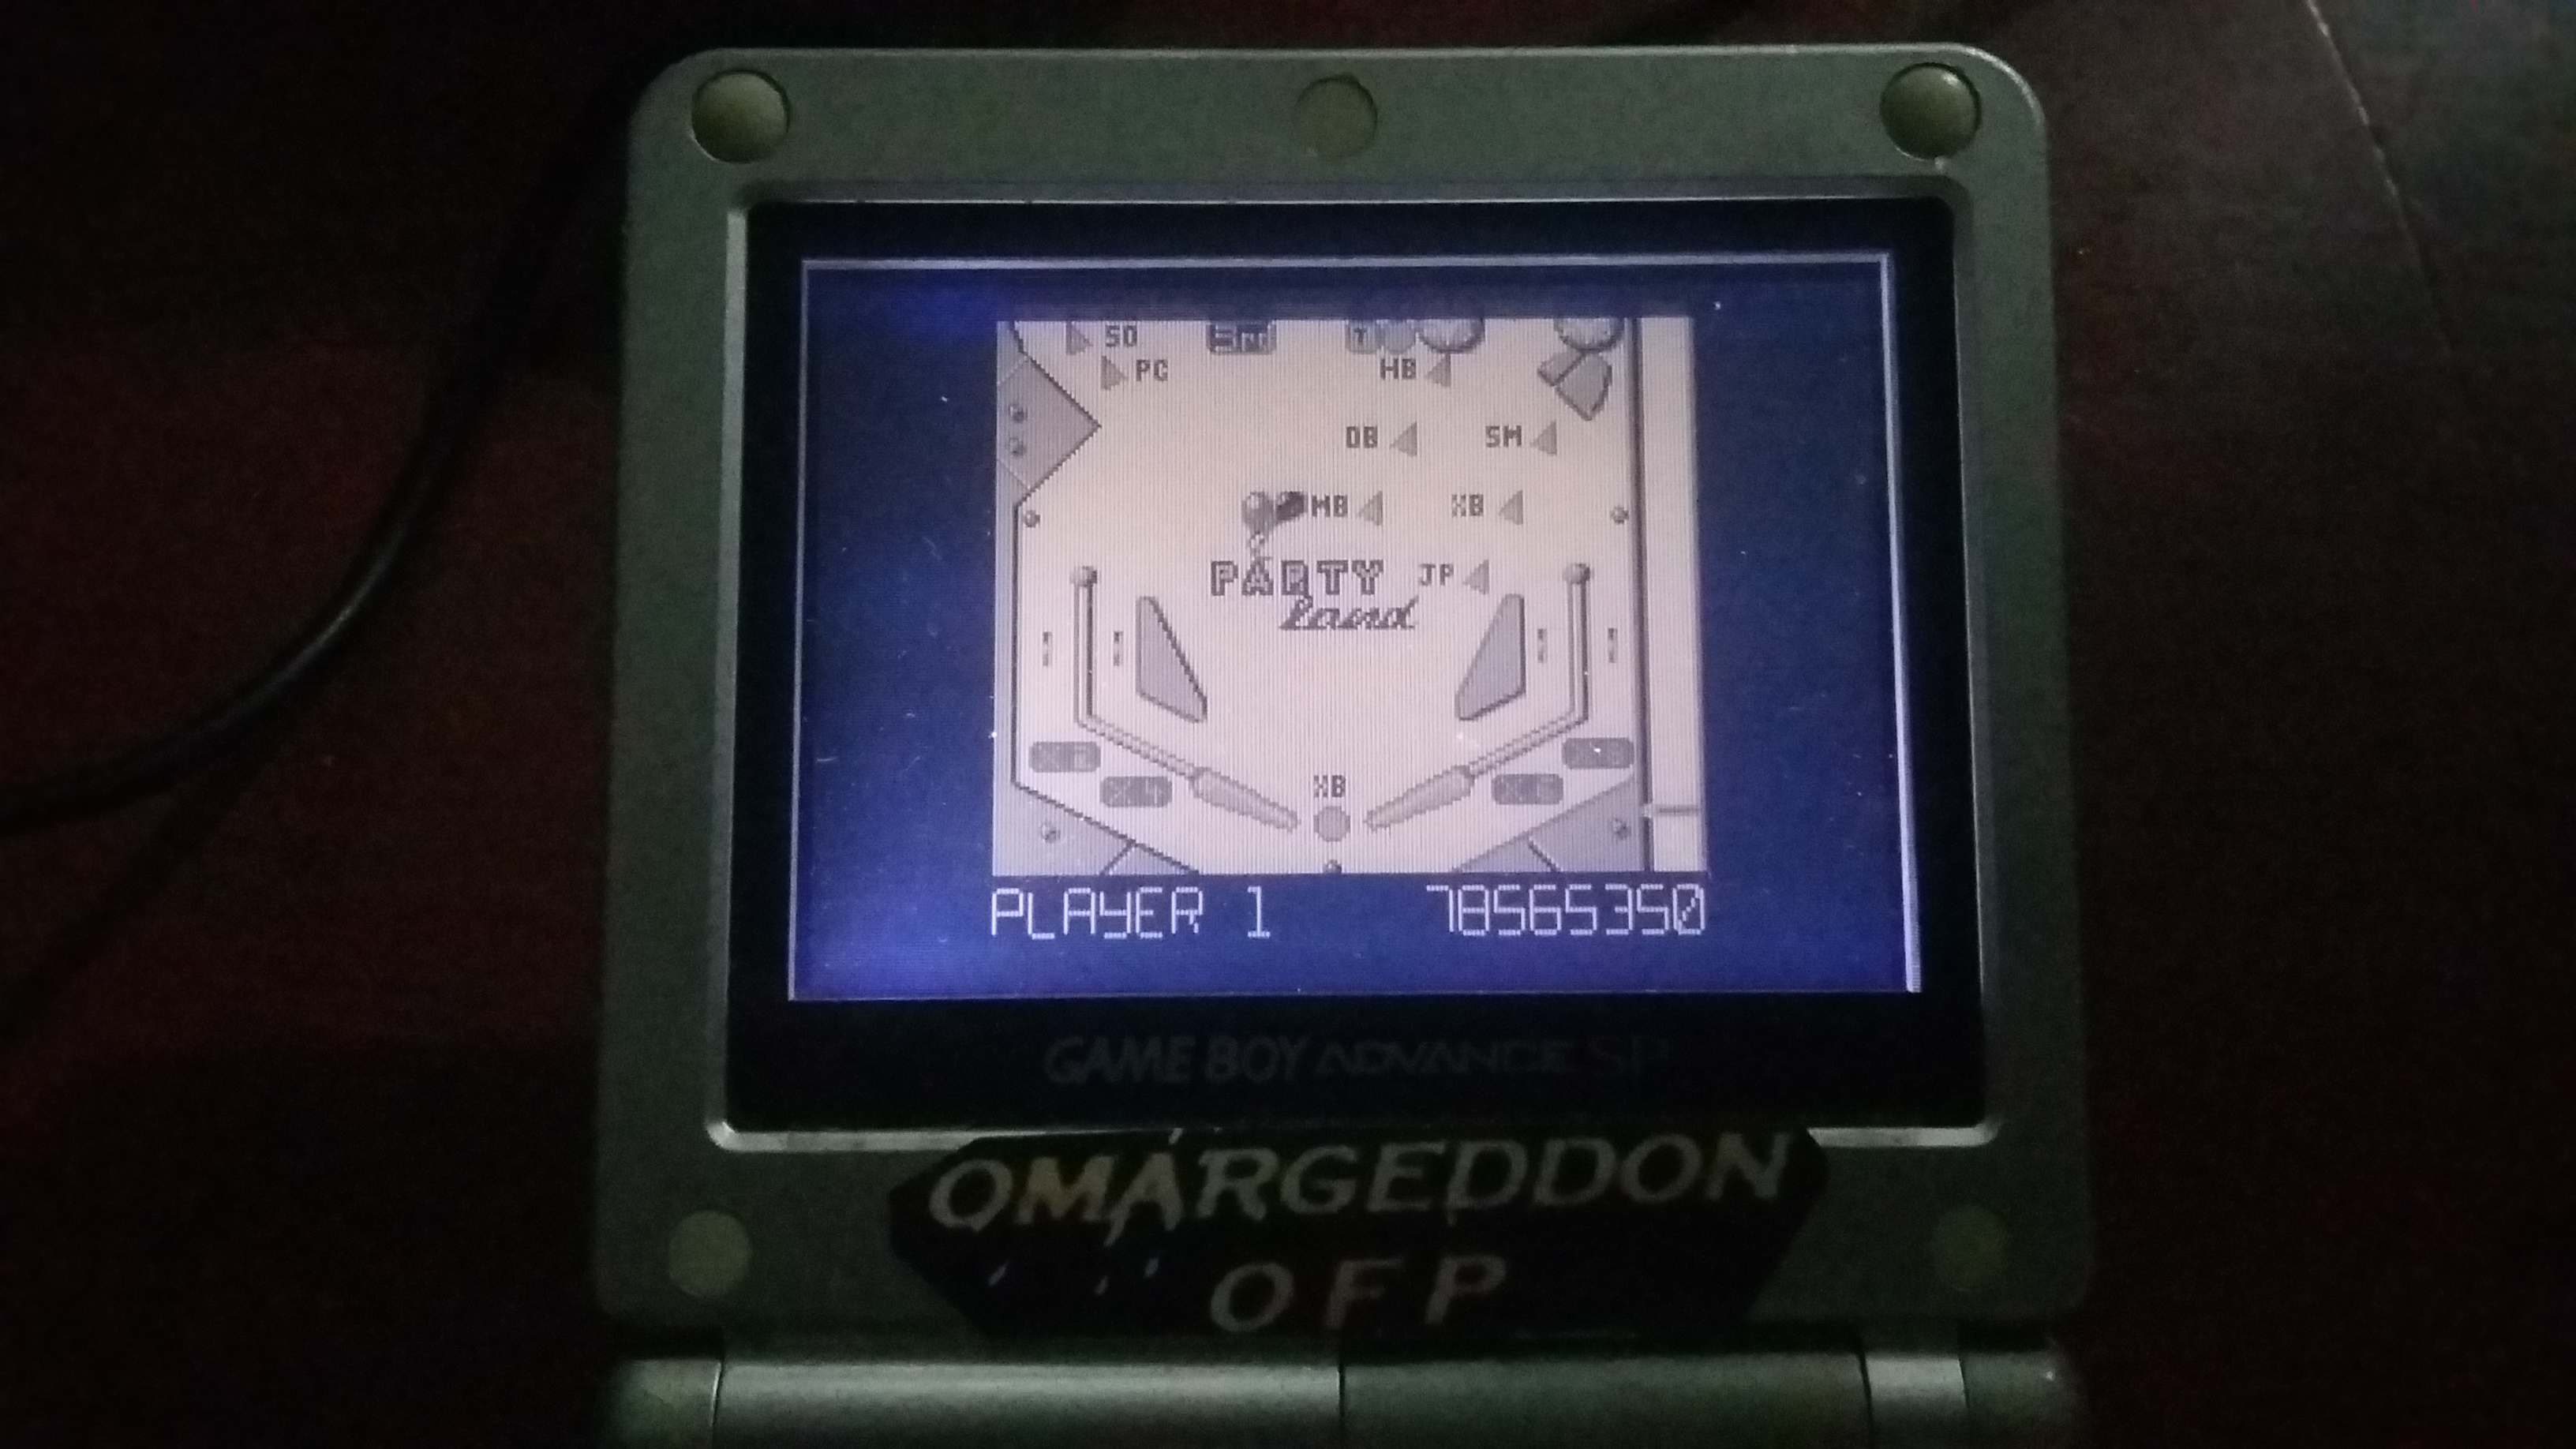 SO
PC
HB
DB SM
MB XB
PARTY JP
land
XB
PLAYER 1 78565350
GAME BOY ADVANCE SP
OMARGEDDON
OFP